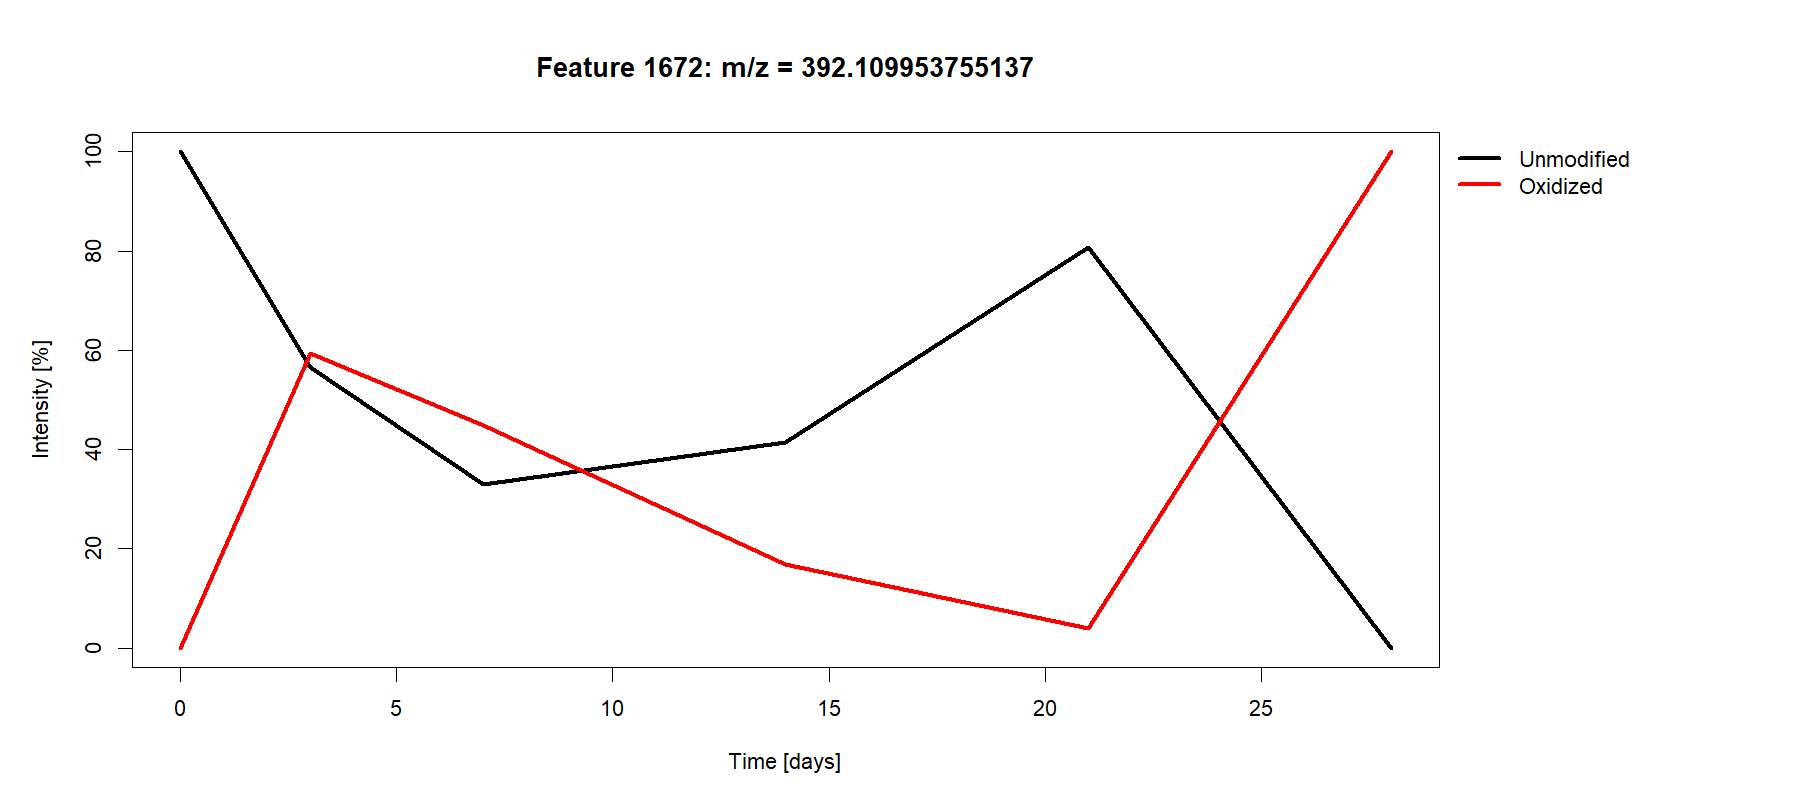 Feature 1672: m/z = 392.109953755137
Unmodified
Oxidized
Intensity [%]
100
80
60
40
20
0
0 5 10 15 20 25
Time [days]